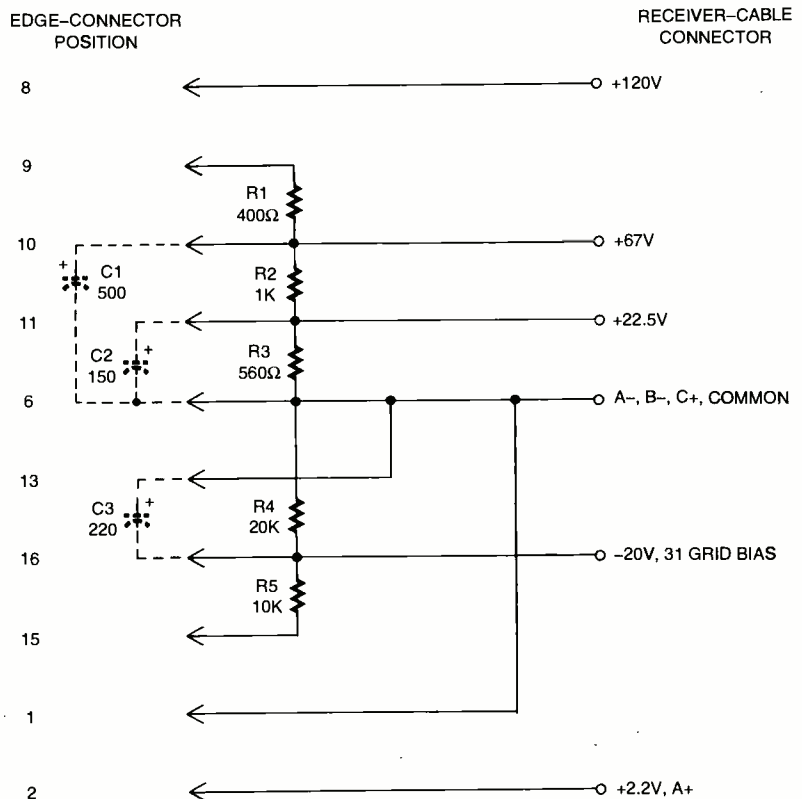 EDGE–CONNECTOR
POSITION
RECEIVER–CABLE
CONNECTOR
8
+120V
9
R1
400Ω
10
+67V
+
C1
500
R2
1K
11
+22.5V
C2
150
+
R3
560Ω
6
A–, B–, C+, COMMON
13
C3
220
+
R4
20K
16
–20V, 31 GRID BIAS
R5
10K
15
1
2
+2.2V, A+